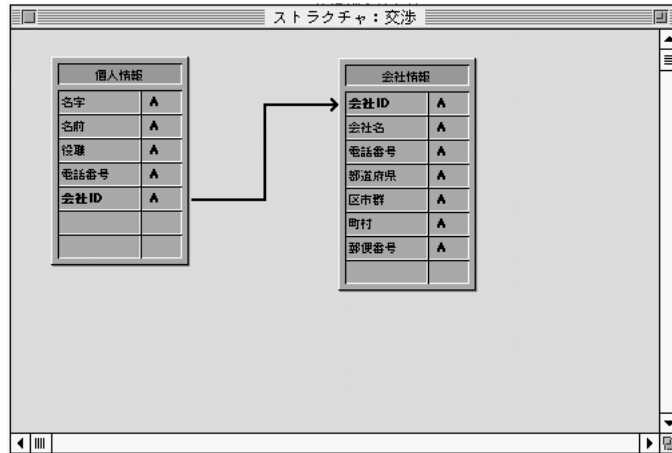 ストラクチャ：交渉
個人情報
名字 A
名前 A
役職 A
電話番号 A
会社ID A
会社情報
会社ID A
会社名 A
電話番号 A
都道府県 A
区市群 A
町村 A
郵便番号 A